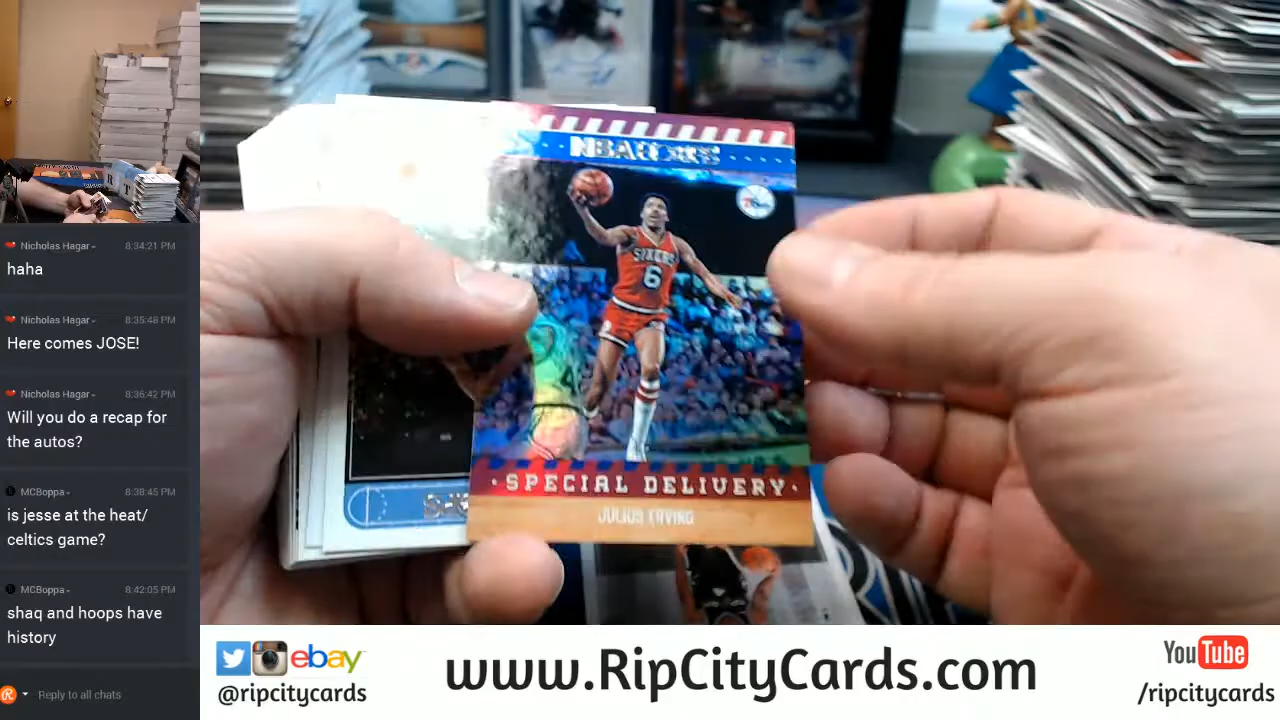 Nicholas Hagar
8:34:21 PM
haha
Nicholas Hagar
8:35:48 PM
Here comes JOSE!
Nicholas Hagar
8:36:42 PM
Will you do a recap for
the autos?
MCBoppa
8:38:45 PM
is jesse at the heat/
celtics game?
MCBoppa
8:42:05 PM
shaq and hoops have
history
Reply to all chats
NBA HOOPS
SIXERS
6
· SPECIAL DELIVERY ·
JULIUS ERVING
ebay
@ripcitycards
www.RipCityCards.com
YouTube
/ripcitycards